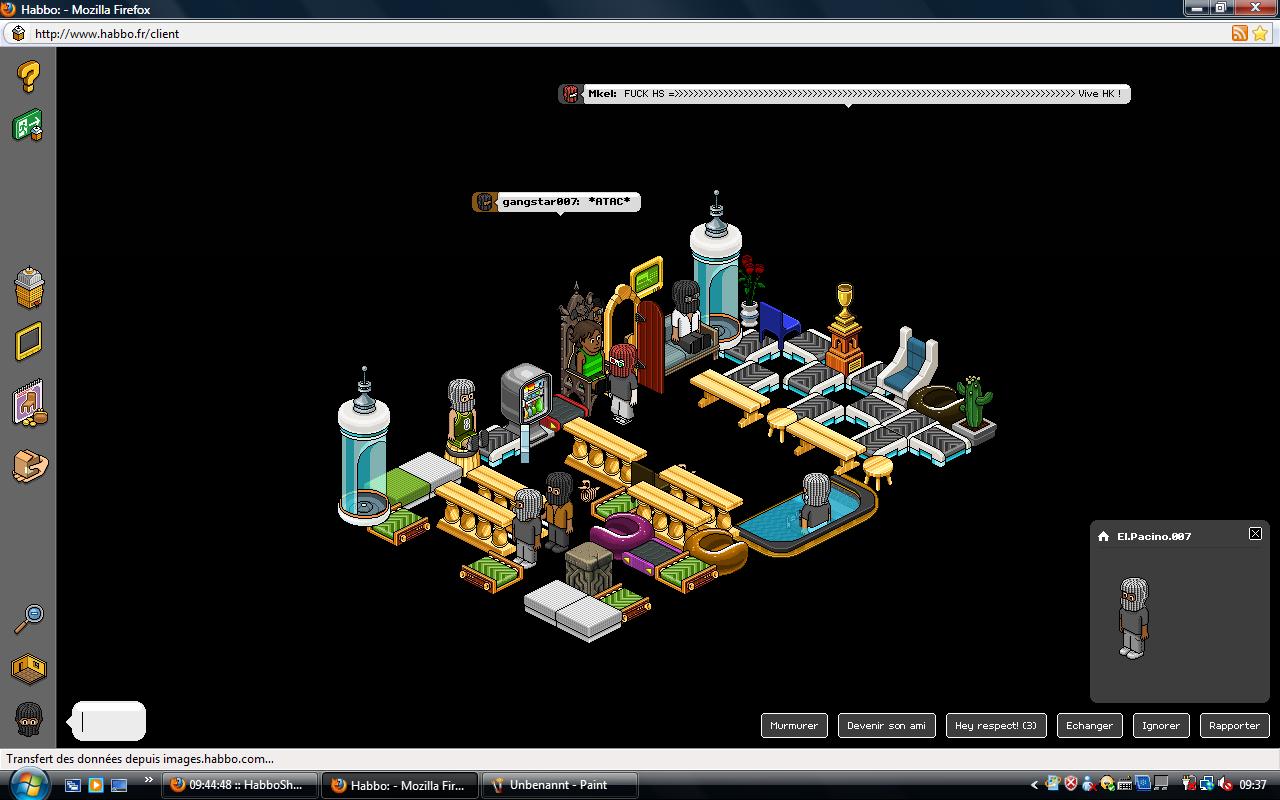 Habbo: - Mozilla Firefox
http://www.habbo.fr/client
Mkel: FUCK HS =>>>>>>>>>>>>>>>>>>>>>>>>>>>>>>>>>>>>>>>>>>>>>>>>>>>>>>>>>>>>>>>>>>>>>>>>>> Vive HK !
gangstar007: *ATAC*
El.Pacino.007
Murmurer
Devenir son ami
Hey respect! (3)
Echanger
Ignorer
Rapporter
Transfert des données depuis images.habbo.com...
09:44:48 :: HabboSh...
Habbo: - Mozilla Fir...
Unbenannt - Paint
09:37